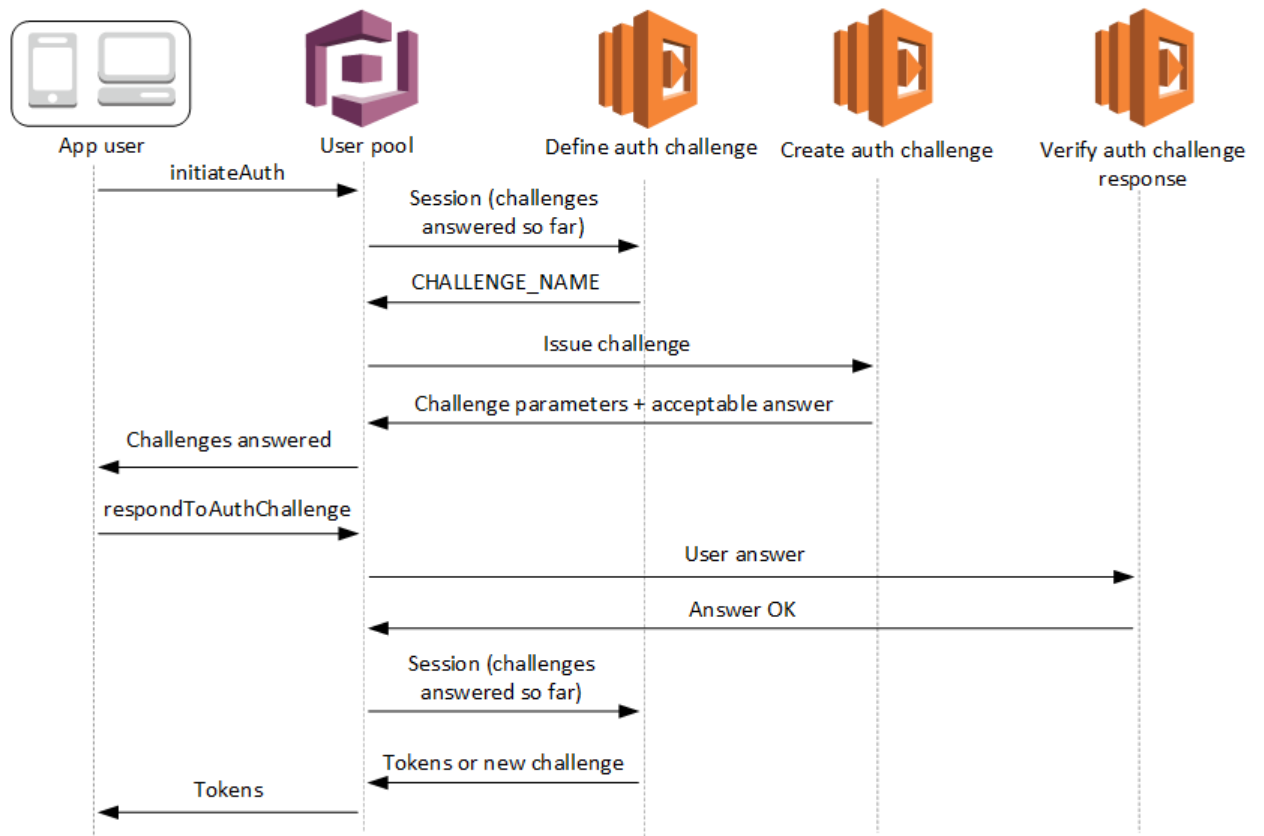 App user
User pool
Define auth challenge
Create auth challenge
Verify auth challenge
response
initiateAuth
Session (challenges
answered so far)
CHALLENGE_NAME
Issue challenge
Challenge parameters + acceptable answer
Challenges answered
respondToAuthChallenge
User answer
Answer OK
Session (challenges
answered so far)
Tokens or new challenge
Tokens